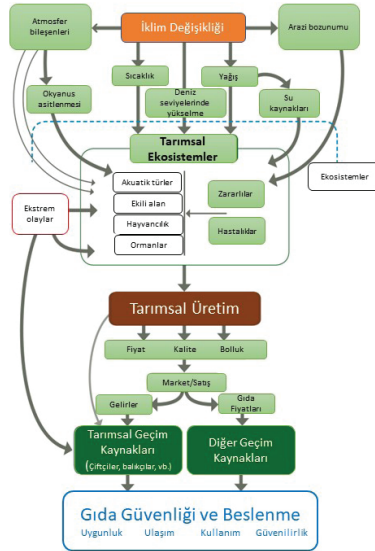 Atmosfer
bileşenleri
İklim Değişikliği
Arazi bozunumu
Sıcaklık
Yağış
Okyanus
asitlenmesi
Deniz
seviyelerinde
yükselme
Su
kaynakları
Tarımsal
Ekosistemler
Ekosistemler
Akuatik türler
Ekili alan
Hayvancılık
Ormanlar
Zararlılar
Hastalıklar
Ekstrem
olaylar
Tarımsal Üretim
Fiyat Kalite Bolluk
Market/Satış
Gelirler
Gıda
Fiyatları
Tarımsal Geçim
Kaynakları
(Çiftçiler, balıkçılar, vb.)
Diğer Geçim
Kaynakları
Gıda Güvenliği ve Beslenme
Uygunluk Ulaşım Kullanım Güvenilirlik